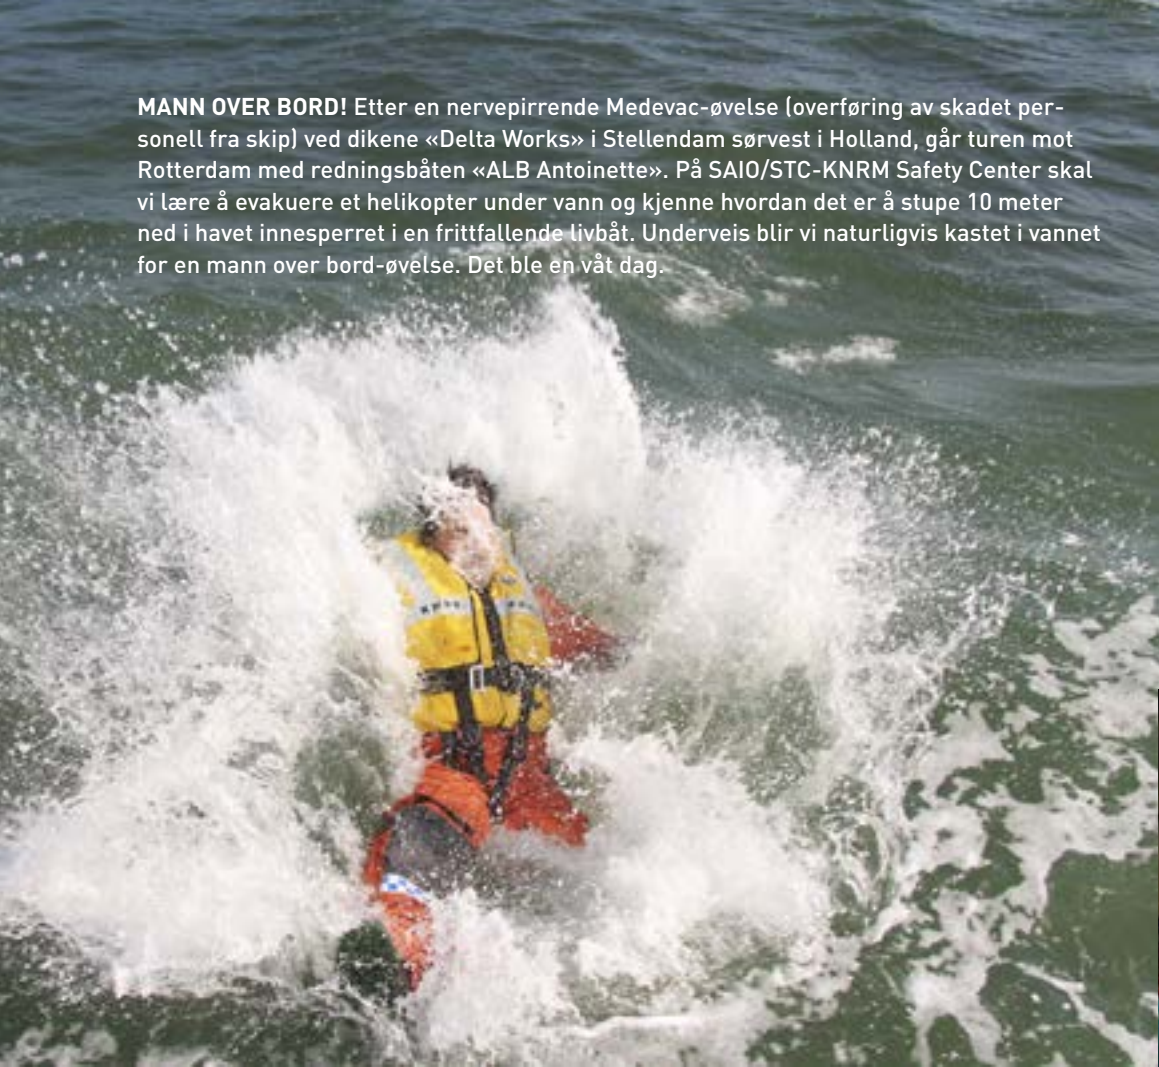 MANN OVER BORD! Etter en nervepirrende Medevac-øvelse (overføring av skadet per-
sonell fra skip) ved dikene «Delta Works» i Stellendam sørvest i Holland, går turen mot
Rotterdam med redningsbåten «ALB Antoinette». På SAIO/STC-KNRM Safety Center skal
vi lære å evakuere et helikopter under vann og kjenne hvordan det er å stupe 10 meter
ned i havet innesperret i en frittfallende livbåt. Underveis blir vi naturligvis kastet i vannet
for en mann over bord-øvelse. Det ble en våt dag.